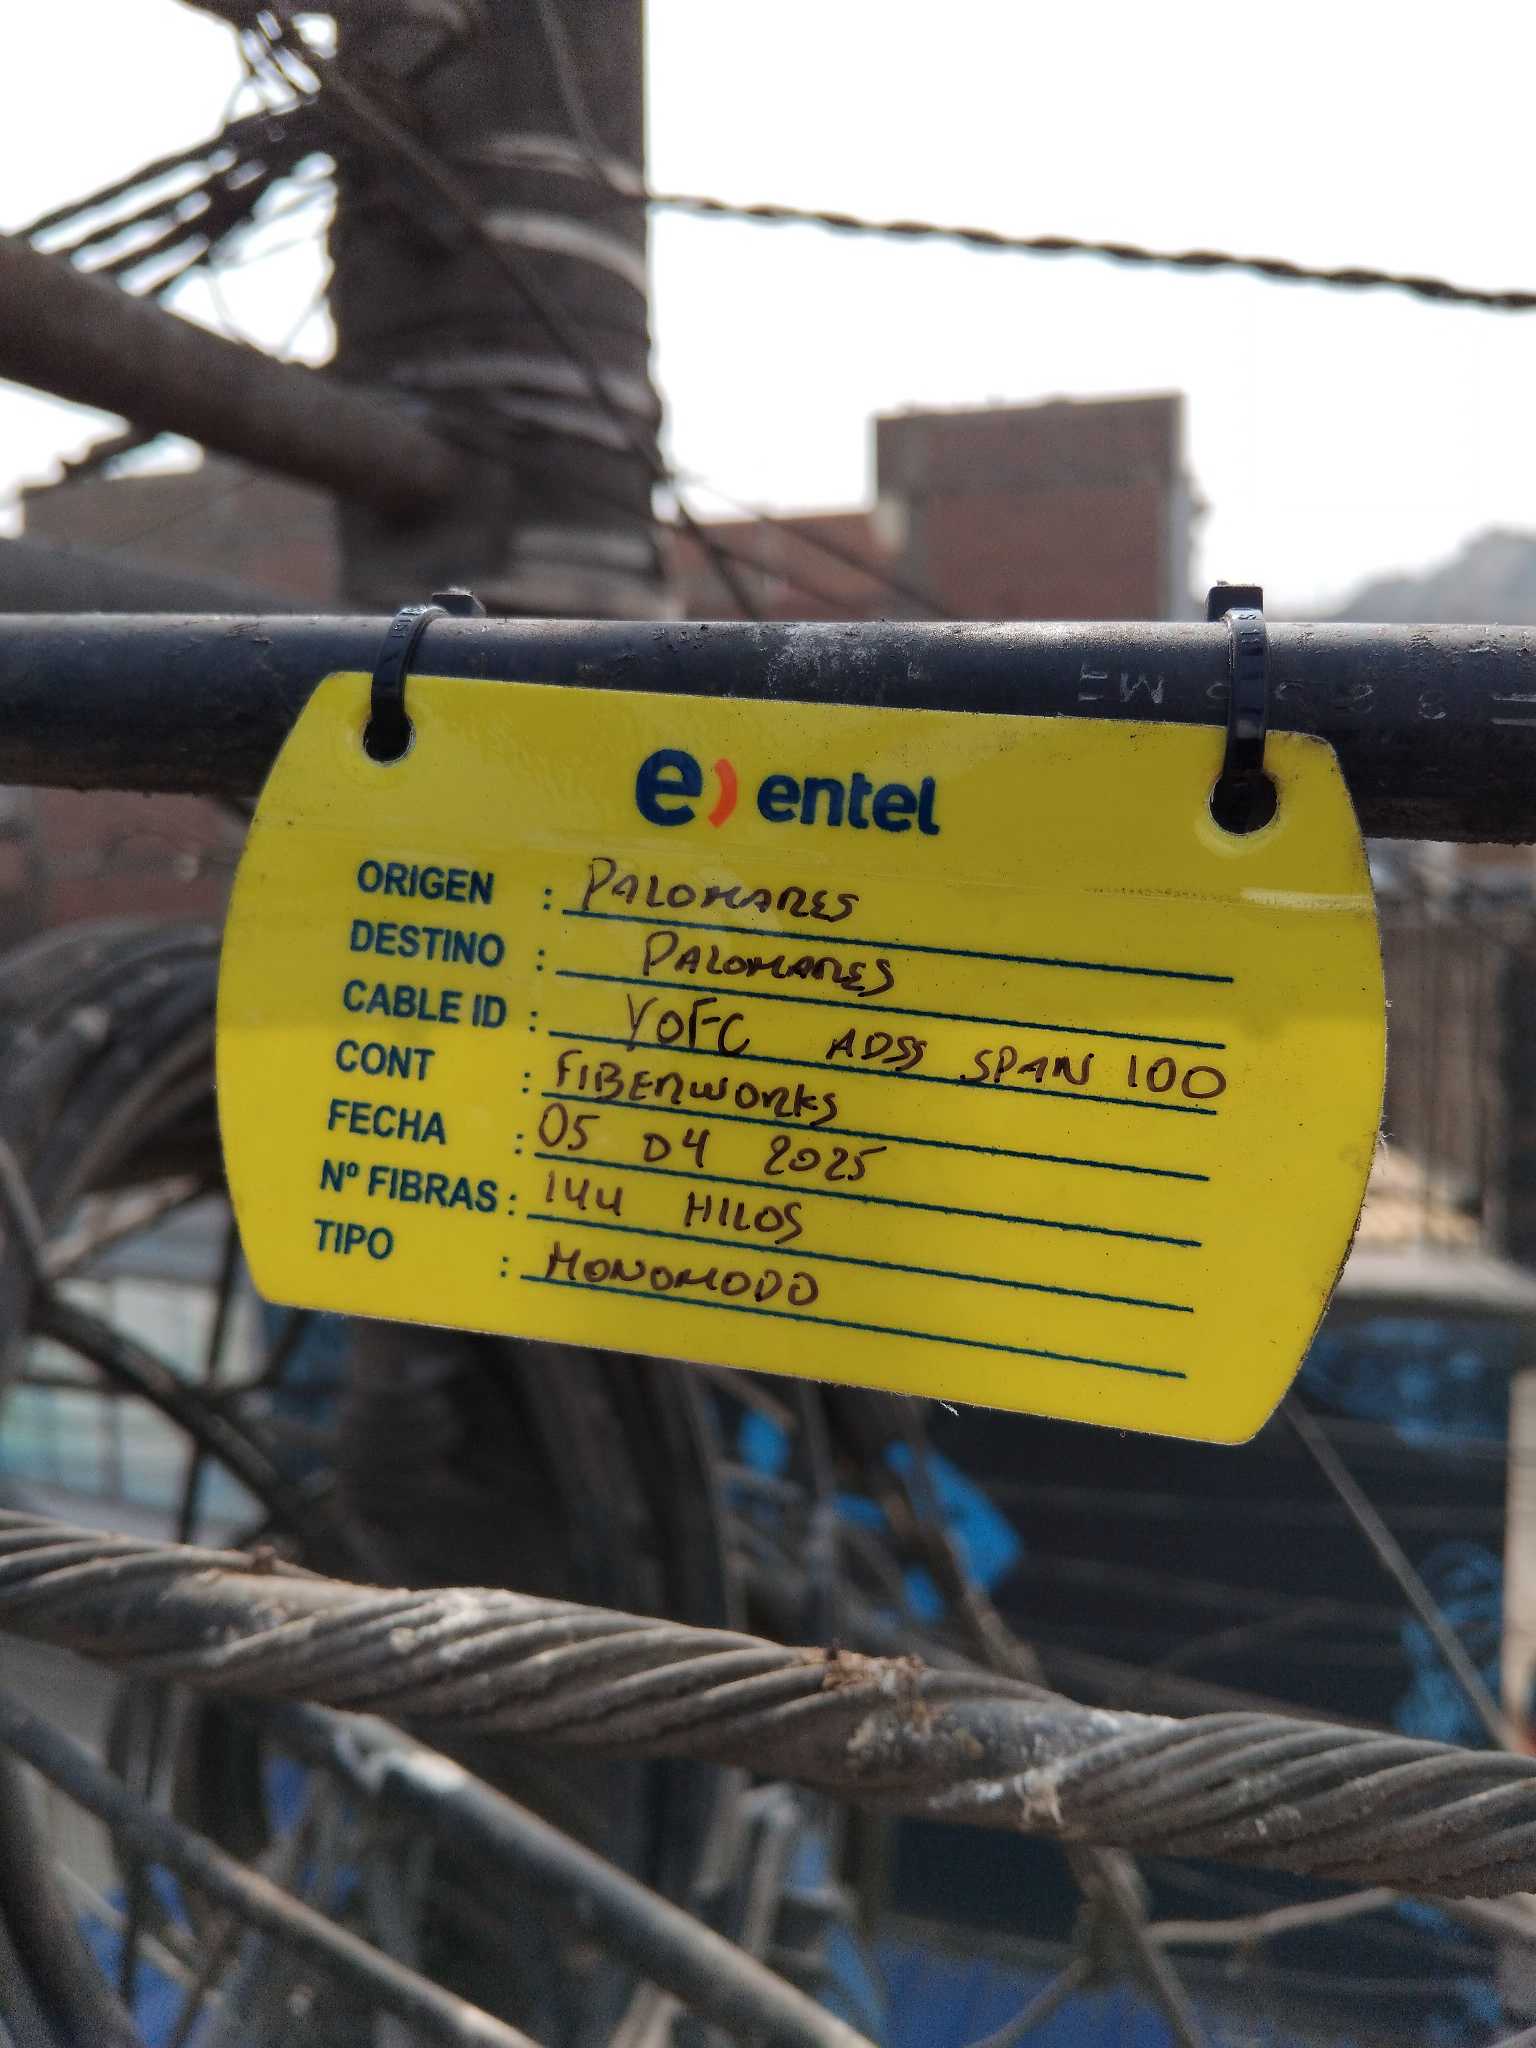 e) entel
ORIGEN : PALOMARES
DESTINO : PALOMARES
CABLE ID : YOFC ADSS SPAN 100
CONT : FIBERWORKS
FECHA : 05 04 2025
Nº FIBRAS : 144 HILOS
TIPO : MONOMODO